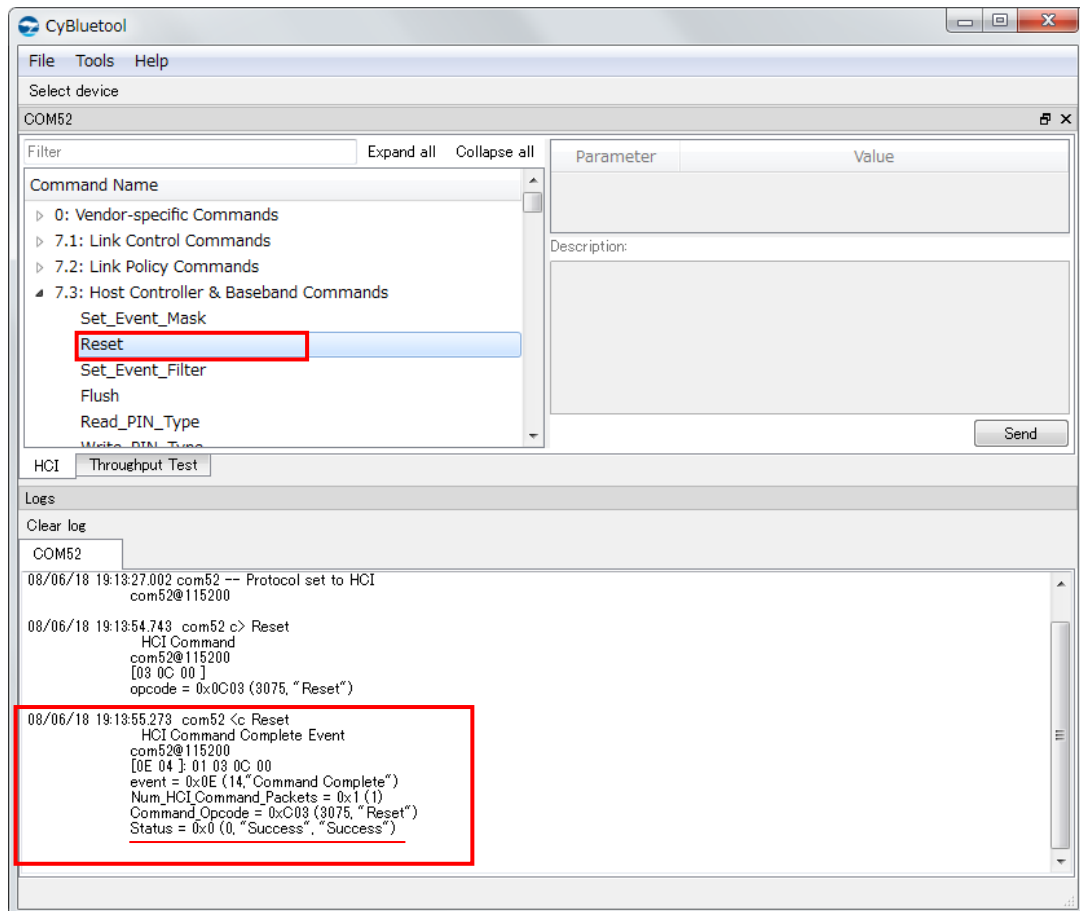 CyBluetool
File Tools Help
Select device
COM52
Filter Expand all Collapse all
Command Name
0: Vendor-specific Commands
7.1: Link Control Commands
7.2: Link Policy Commands
7.3: Host Controller & Baseband Commands
Set_Event_Mask
Reset
Set_Event_Filter
Flush
Read_PIN_Type
Write_PIN_Type
Parameter Value
Description:
Send
HCI Throughput Test
Logs
Clear log
COM52
08/06/18 19:13:27.002 com52 -- Protocol set to HCI
com52@115200
08/06/18 19:13:54.743 com52 c> Reset
HCI Command
com52@115200
[03 0C 00 ]
opcode = 0x0C03 (3075, "Reset")
08/06/18 19:13:55.273 com52 <c Reset
HCI Command Complete Event
com52@115200
[0E 04 ]: 01 03 0C 00
event = 0x0E (14,"Command Complete")
Num_HCI_Command_Packets = 0x1 (1)
Command_Opcode = 0xC03 (3075, "Reset")
Status = 0x0 (0, "Success", "Success")